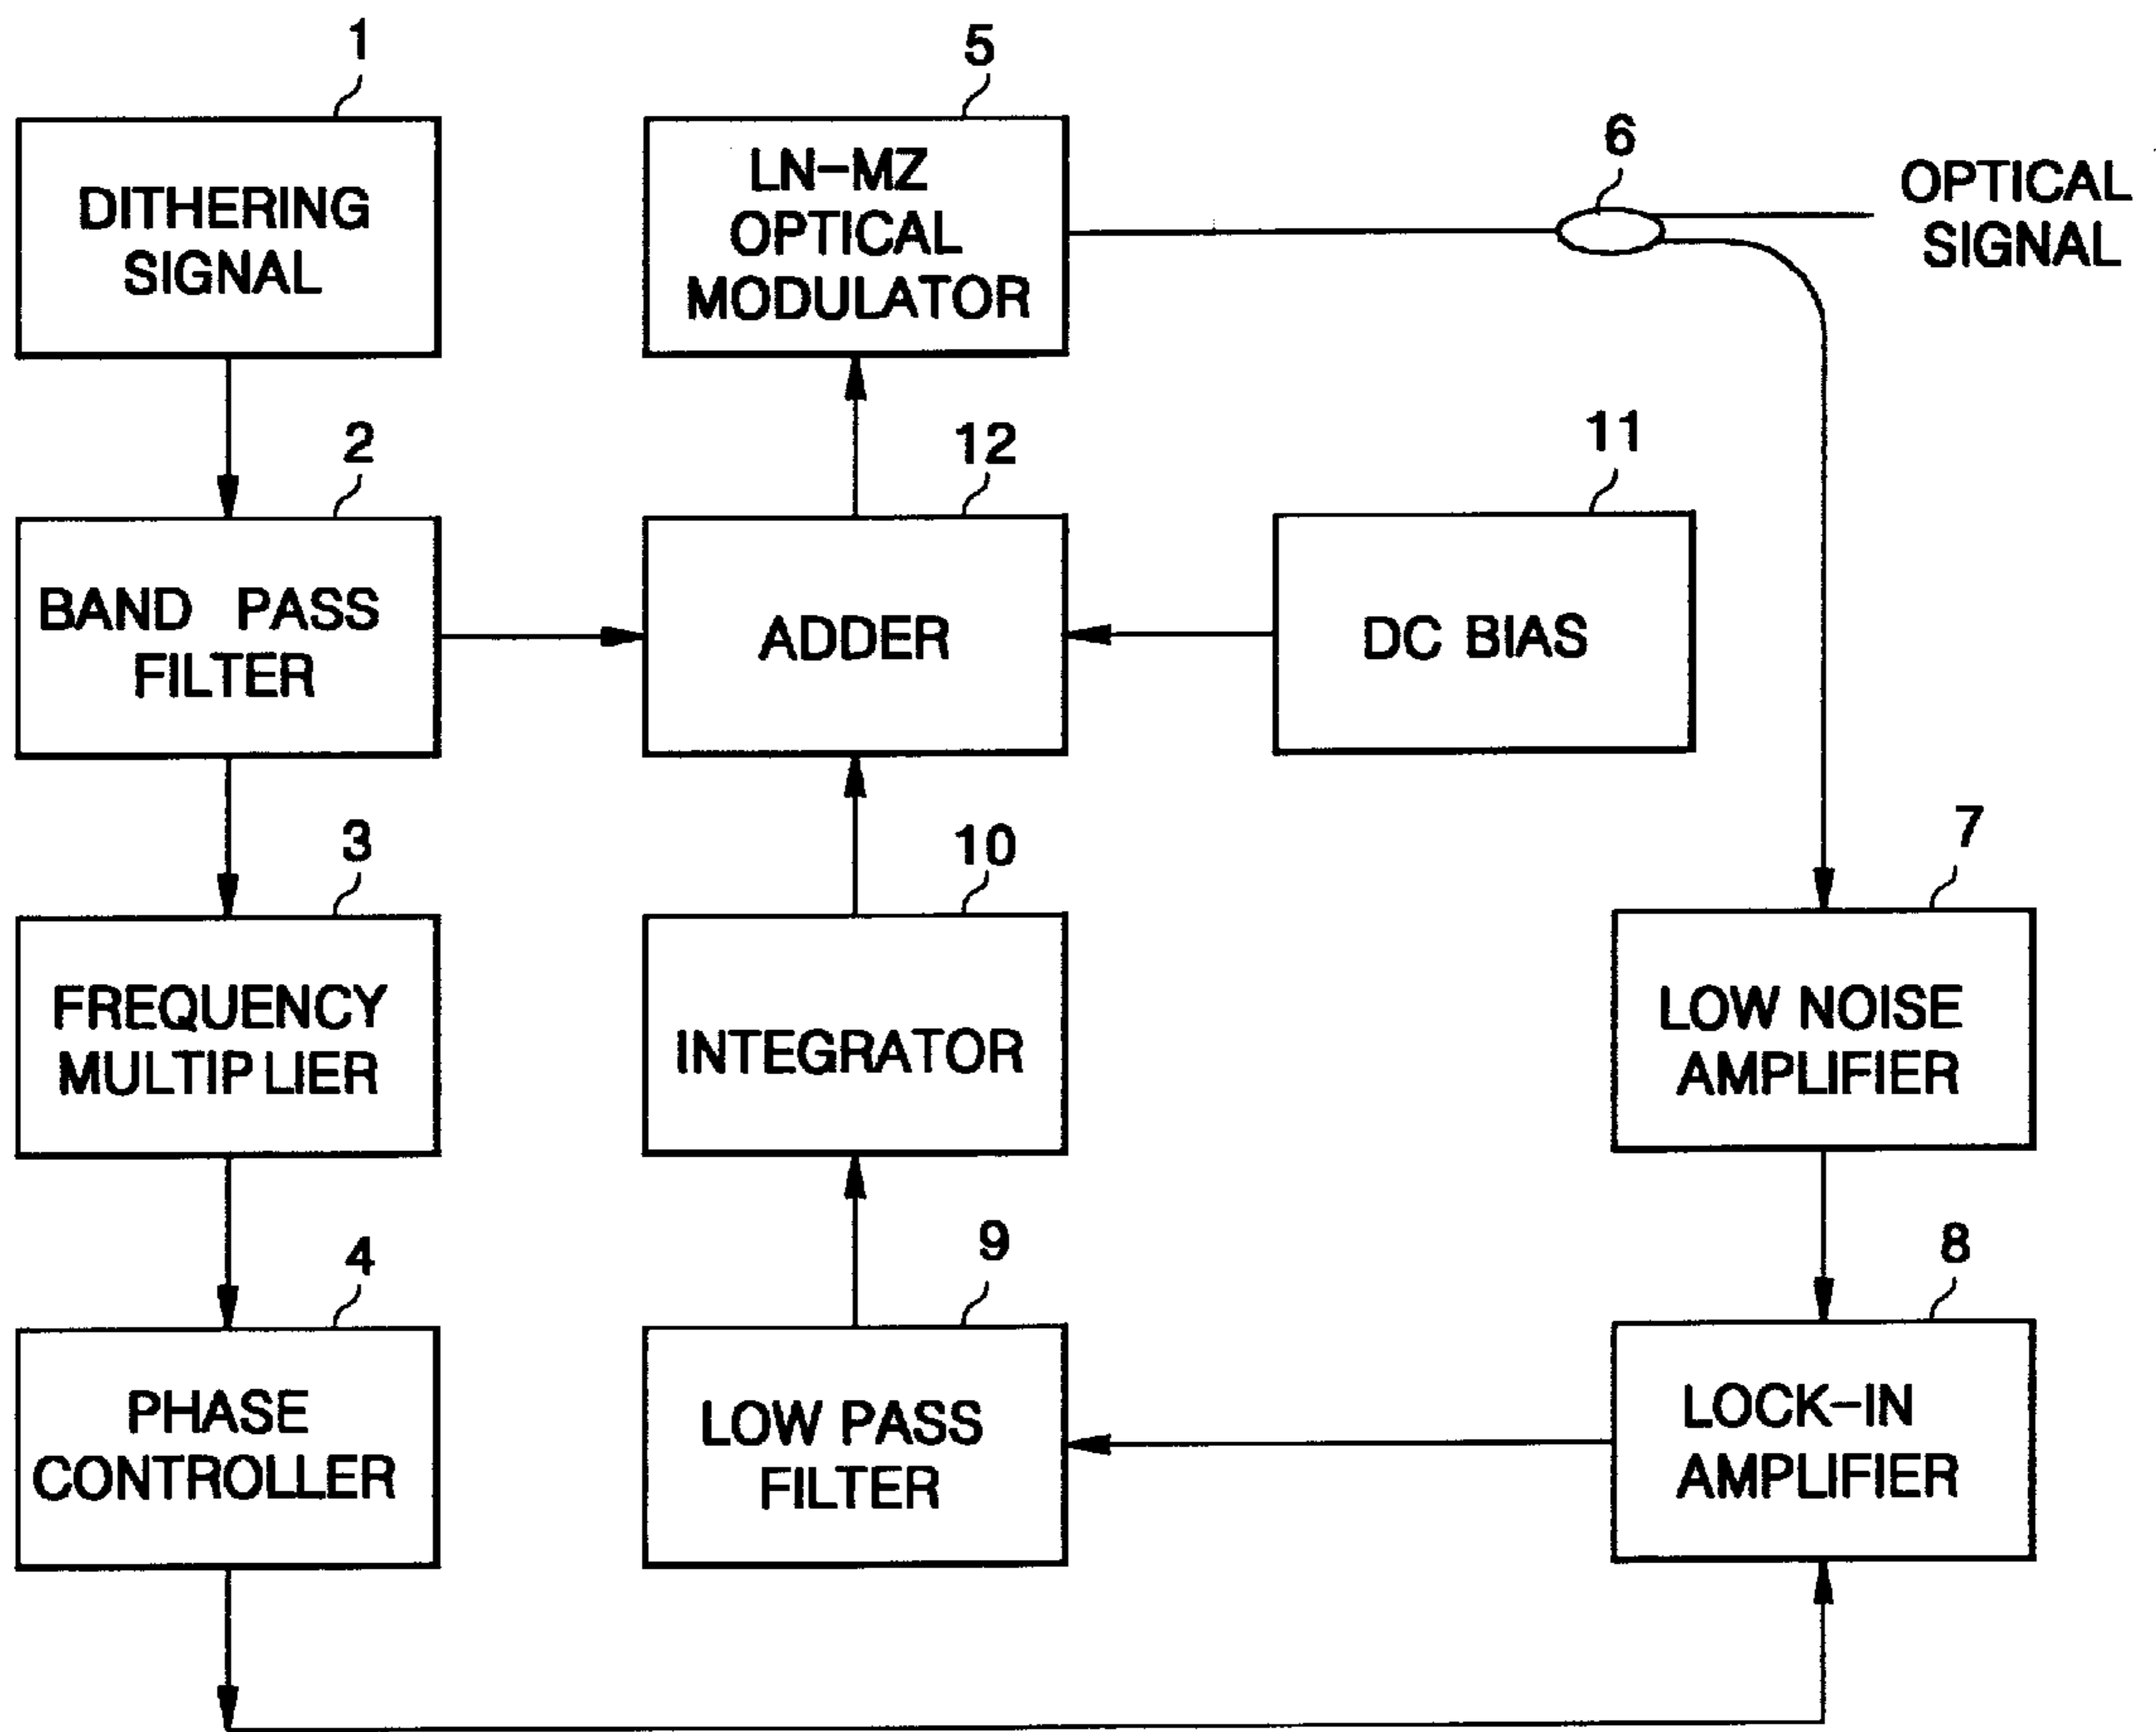 1
DITHERING
SIGNAL
5
LN-MZ
OPTICAL
MODULATOR
6
OPTICAL
SIGNAL
2
BAND PASS
FILTER
12
ADDER
11
DC BIAS
3
FREQUENCY
MULTIPLIER
10
INTEGRATOR
7
LOW NOISE
AMPLIFIER
4
PHASE
CONTROLLER
9
LOW PASS
FILTER
8
LOCK-IN
AMPLIFIER